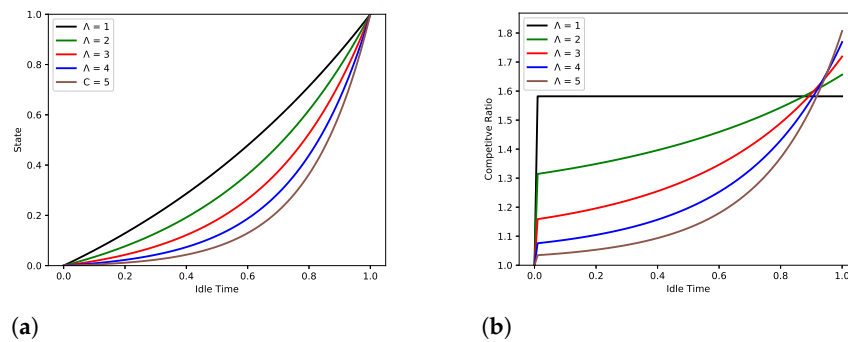 1.0
0.8
0.6
0.4
0.2
0.0
State
Λ = 1
Λ = 2
Λ = 3
Λ = 4
C = 5
0.0 0.2 0.4 0.6 0.8 1.0
Idle Time
(a)
1.8
1.7
1.6
1.5
1.4
1.3
1.2
1.1
1.0
Competitve Ratio
Λ = 1
Λ = 2
Λ = 3
Λ = 4
Λ = 5
0.0 0.2 0.4 0.6 0.8 1.0
Idle Time
(b)